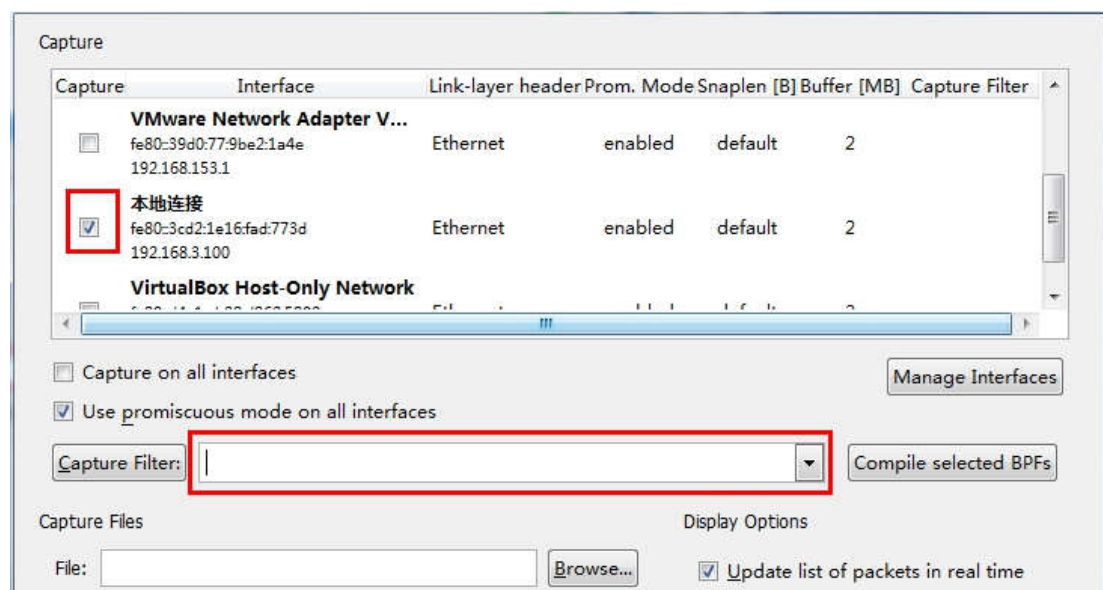 Capture
Capture Interface Link-layer header Prom. Mode Snaplen [B] Buffer [MB] Capture Filter
VMware Network Adapter V...
fe80::39d0:77:9be2:1a4e Ethernet enabled default 2
192.168.153.1
本地连接
fe80::3cd2:1e16:fad:773d Ethernet enabled default 2
192.168.3.100
VirtualBox Host-Only Network
Capture on all interfaces
Manage Interfaces
Use promiscuous mode on all interfaces
Capture Filter: Compile selected BPFs
Capture Files Display Options
File: Browse... Update list of packets in real time